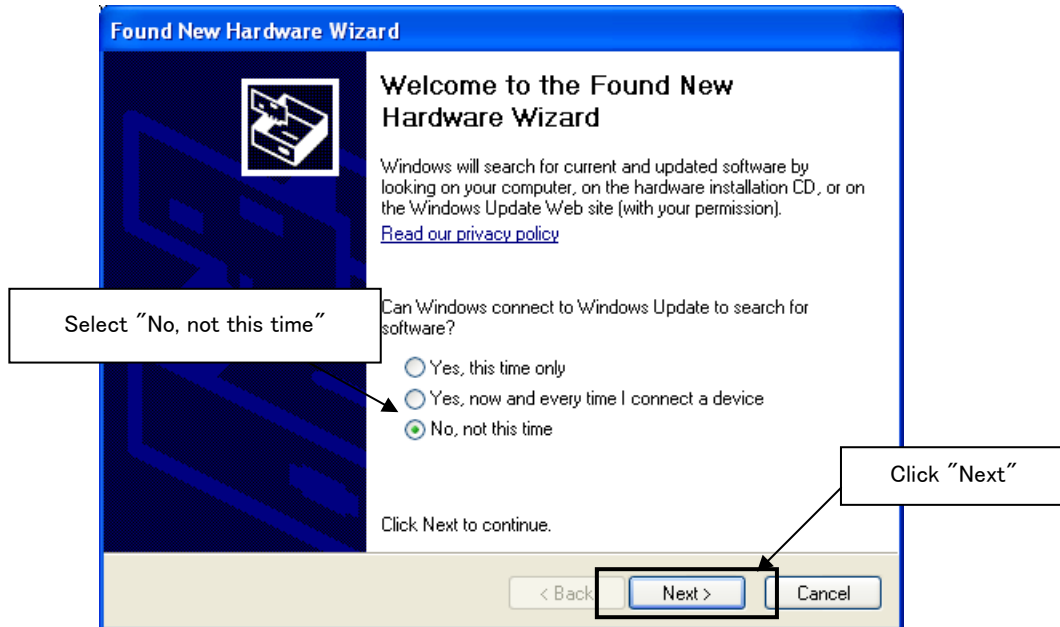 Found New Hardware Wizard
Welcome to the Found New
Hardware Wizard
Windows will search for current and updated software by
looking on your computer, on the hardware installation CD, or on
the Windows Update Web site (with your permission).
Read our privacy policy
Can Windows connect to Windows Update to search for
software?
Select "No, not this time"
Yes, this time only
Yes, now and every time I connect a device
No, not this time
Click "Next"
Click Next to continue.
< Back
Next >
Cancel